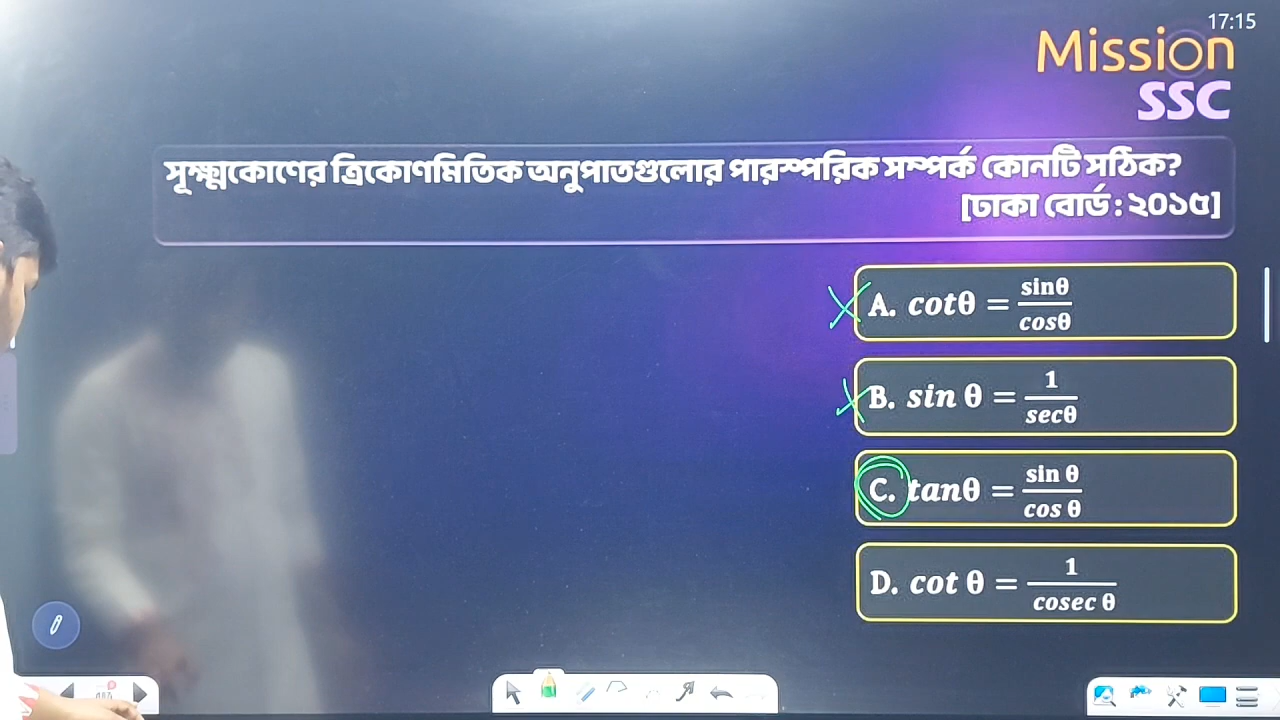 17:15
Mission
SSC
সূক্ষ্মকোণের ত্রিকোণমিতিক অনুপাতগুলোর পারস্পরিক সম্পর্ক কোনটি সঠিক?
[ঢাকা বোর্ড : ২০১৫]
A. cotθ = sinθ/cosθ
B. sin θ = 1/secθ
C. tanθ = sin θ/cos θ
D. cot θ = 1/cosec θ